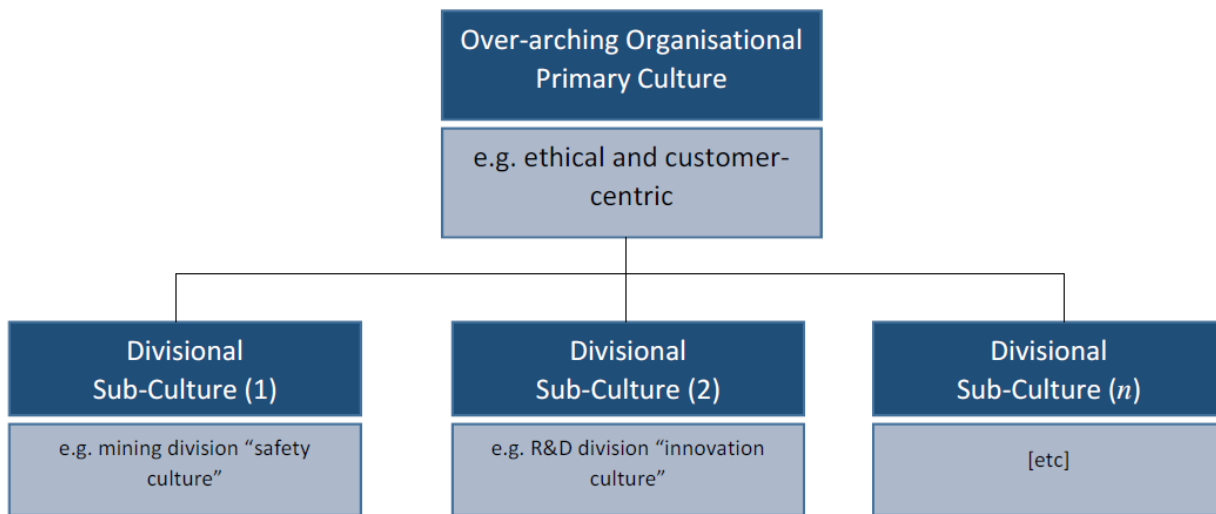 Over-arching Organisational
Primary Culture
e.g. ethical and customer-
centric
Divisional
Sub-Culture (1)
e.g. mining division “safety
culture”
Divisional
Sub-Culture (2)
e.g. R&D division “innovation
culture”
Divisional
Sub-Culture (n)
[etc]